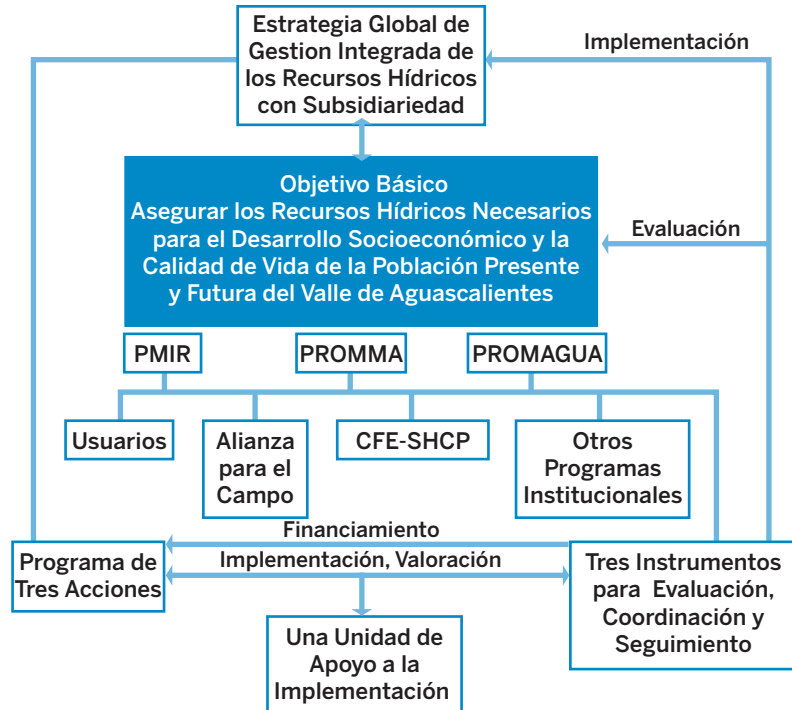 Estrategia Global de
Gestion Integrada de
los Recursos Hídricos
con Subsidiariedad
Implementación
Objetivo Básico
Asegurar los Recursos Hídricos Necesarios
para el Desarrollo Socioeconómico y la
Calidad de Vida de la Población Presente
y Futura del Valle de Aguascalientes
Evaluación
PMIR
PROMMA
PROMAGUA
Usuarios
Alianza
para el
Campo
CFE-SHCP
Otros
Programas
Institucionales
Financiamiento
Implementación, Valoración
Programa de
Tres Acciones
Tres Instrumentos
para Evaluación,
Coordinación y
Seguimiento
Una Unidad de
Apoyo a la
Implementación